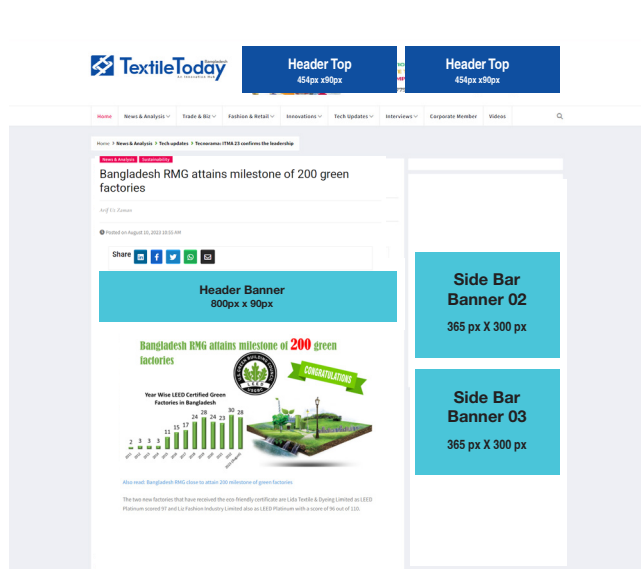 TextileToday
Bangladesh
Header Top
454px x90px
Header Top
454px x90px
Home News & Analysis Trade & Biz Fashion & Retail Innovations Tech Updates Interviews Corporate Member Videos
Home > News & Analysis > Tech updates > Tecnorama: ITMA 23 confirms the leadership
News & Analysis Sustainability
Bangladesh RMG attains milestone of 200 green
factories
Arif Uz Zaman
Posted on August 10, 2023 10:55 AM
Share
Header Banner
800px x 90px
Bangladesh RMG attains milestone of 200 green
factories
GREEN BUILDING COUNCIL
LEED
USGBC
CONGRATULATIONS
Year Wise LEED Certified Green
Factories in Bangladesh
2 3 3 3 11 15 17 24 28 24 23 30 28
Also read: Bangladesh RMG close to attain 200 milestone of green factories
The two new factories that have received the eco-friendly certificate are Lida Textile & Dyeing Limited as LEED
Platinum scored 97 and Liz Fashion Industry Limited also as LEED Platinum with a score of 96 out of 110.
Side Bar
Banner 02
365 px X 300 px
Side Bar
Banner 03
365 px X 300 px